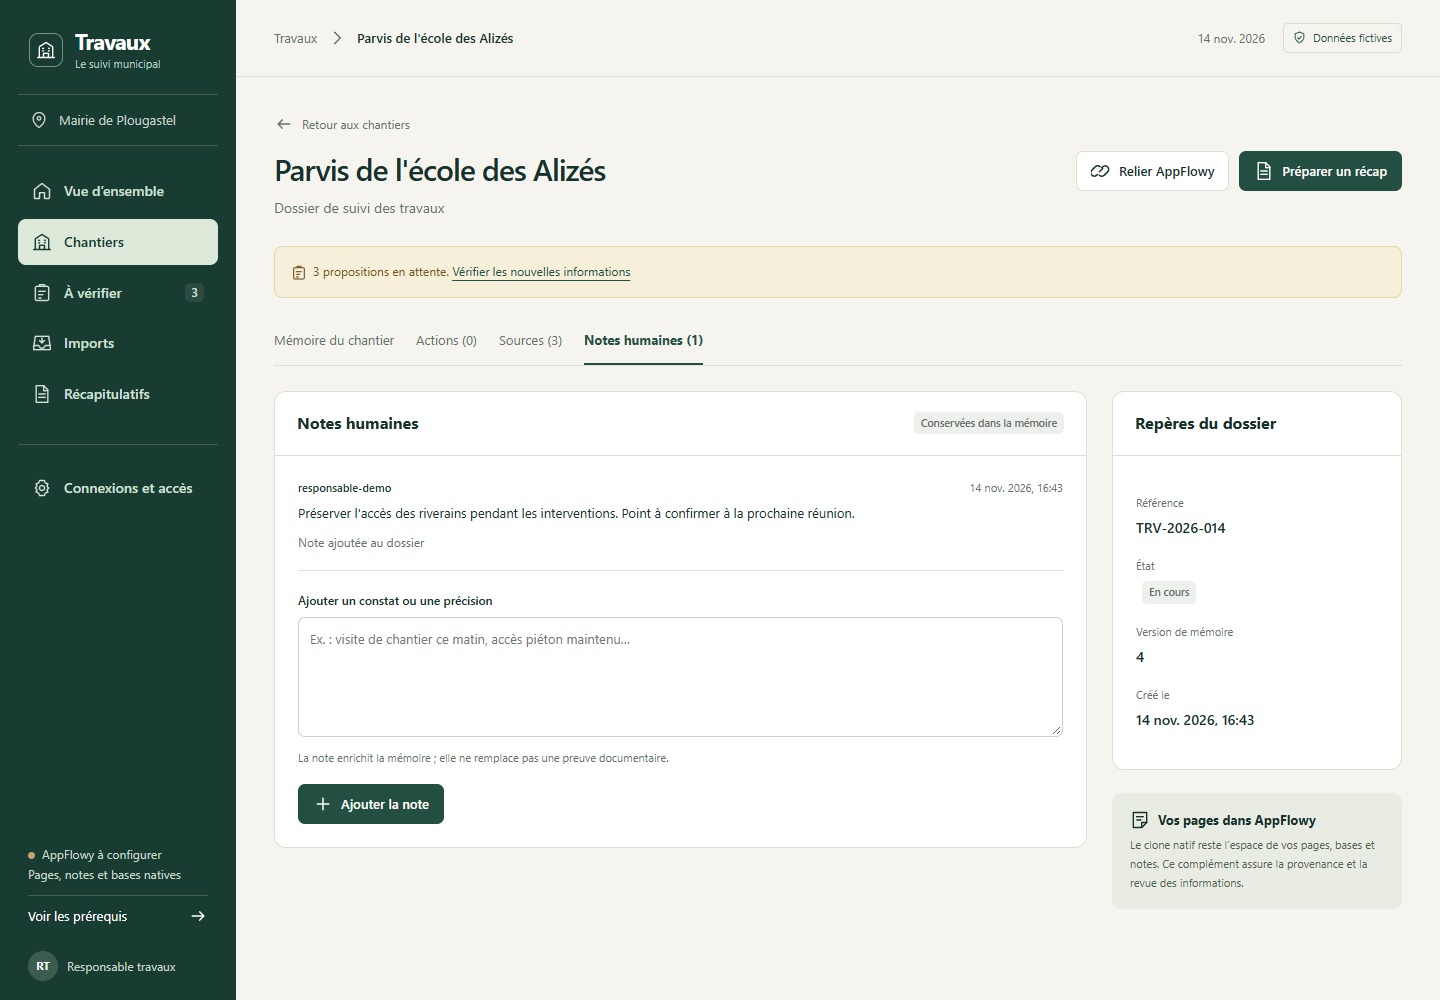 Travaux
Le suivi municipal
Mairie de Plougastel
Vue d’ensemble
Chantiers
À vérifier 3
Imports
Récapitulatifs
Connexions et accès
AppFlowy à configurer
Pages, notes et bases natives
Voir les prérequis
RT Responsable travaux
Travaux Parvis de l'école des Alizés
14 nov. 2026 Données fictives
Retour aux chantiers
Parvis de l'école des Alizés
Dossier de suivi des travaux
Relier AppFlowy Préparer un récap
3 propositions en attente. Vérifier les nouvelles informations
Mémoire du chantier Actions (0) Sources (3) Notes humaines (1)
Notes humaines Conservées dans la mémoire
responsable-demo 14 nov. 2026, 16:43
Préserver l'accès des riverains pendant les interventions. Point à confirmer à la prochaine réunion.
Note ajoutée au dossier
Ajouter un constat ou une précision
Ex. : visite de chantier ce matin, accès piéton maintenu...
La note enrichit la mémoire ; elle ne remplace pas une preuve documentaire.
Ajouter la note
Repères du dossier
Référence
TRV-2026-014
État
En cours
Version de mémoire
4
Créé le
14 nov. 2026, 16:43
Vos pages dans AppFlowy
Le clone natif reste l'espace de vos pages, bases et
notes. Ce complément assure la provenance et la
revue des informations.